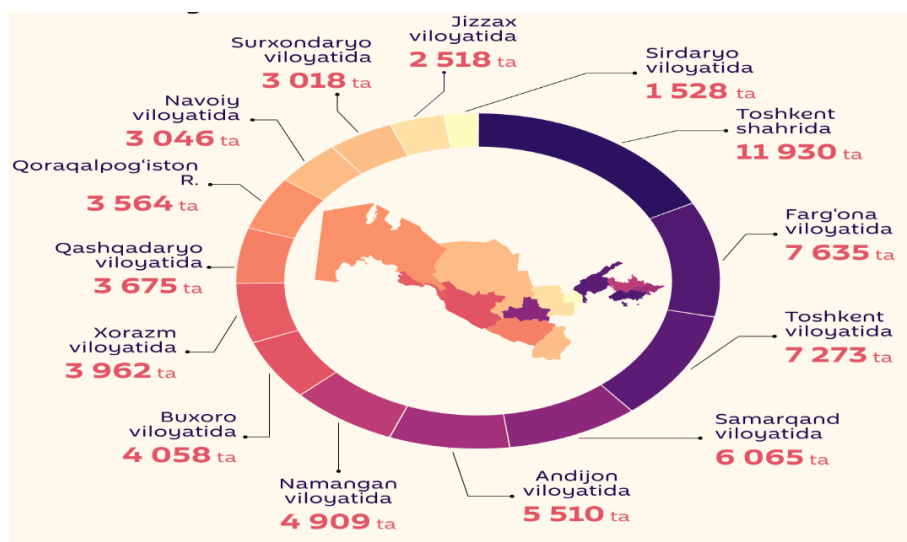 Jizzax
viloyatida
2 518 ta
Sirdaryo
viloyatida
1 528 ta
Toshkent
shahrida
11 930 ta
Farg‘ona
viloyatida
7 635 ta
Toshkent
viloyatida
7 273 ta
Samarqand
viloyatida
6 065 ta
Andijon
viloyatida
5 510 ta
Namangan
viloyatida
4 909 ta
Buxoro
viloyatida
4 058 ta
Xorazm
viloyatida
3 962 ta
Qashqadaryo
viloyatida
3 675 ta
Qoraqalpog‘iston
R.
3 564 ta
Navoiy
viloyatida
3 046 ta
Surxondaryo
viloyatida
3 018 ta